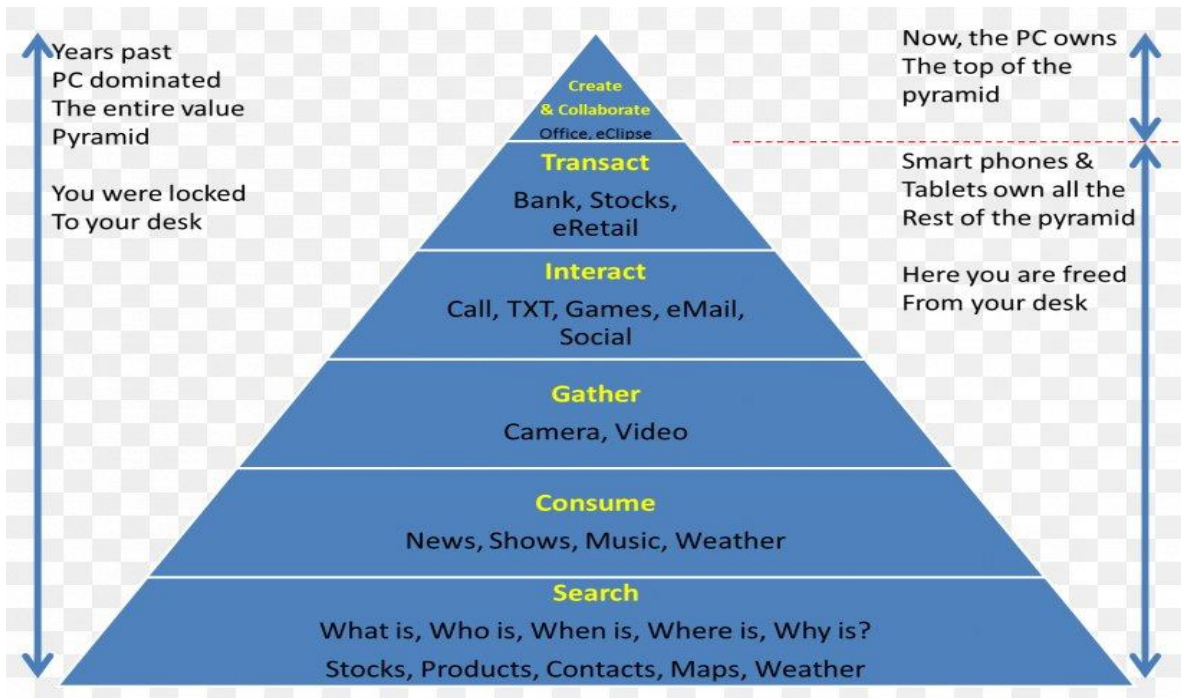 Years past
PC dominated
The entire value
Pyramid
You were locked
To your desk
Create
& Collaborate
Office, eClipse
Transact
Bank, Stocks,
eRetail
Interact
Call, TXT, Games, eMail,
Social
Gather
Camera, Video
Consume
News, Shows, Music, Weather
Search
What is, Who is, When is, Where is, Why is?
Stocks, Products, Contacts, Maps, Weather
Now, the PC owns
The top of the
pyramid
Smart phones &
Tablets own all the
Rest of the pyramid
Here you are freed
From your desk